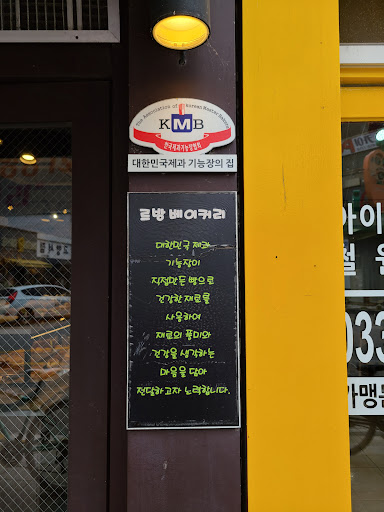 The Association of Korean Master Bakers
KMB
한국제과기능장협회
대한민국제과 기능장의 집
르방 베이커리
대한민국 제과
기능장이
직접만든 빵으로
건강한 재료를
사용하여
재료의 풍미와
건강을 생각하는
마음을 담아
전달하고자 노력합니다.
아이
철 원
033
가맹문